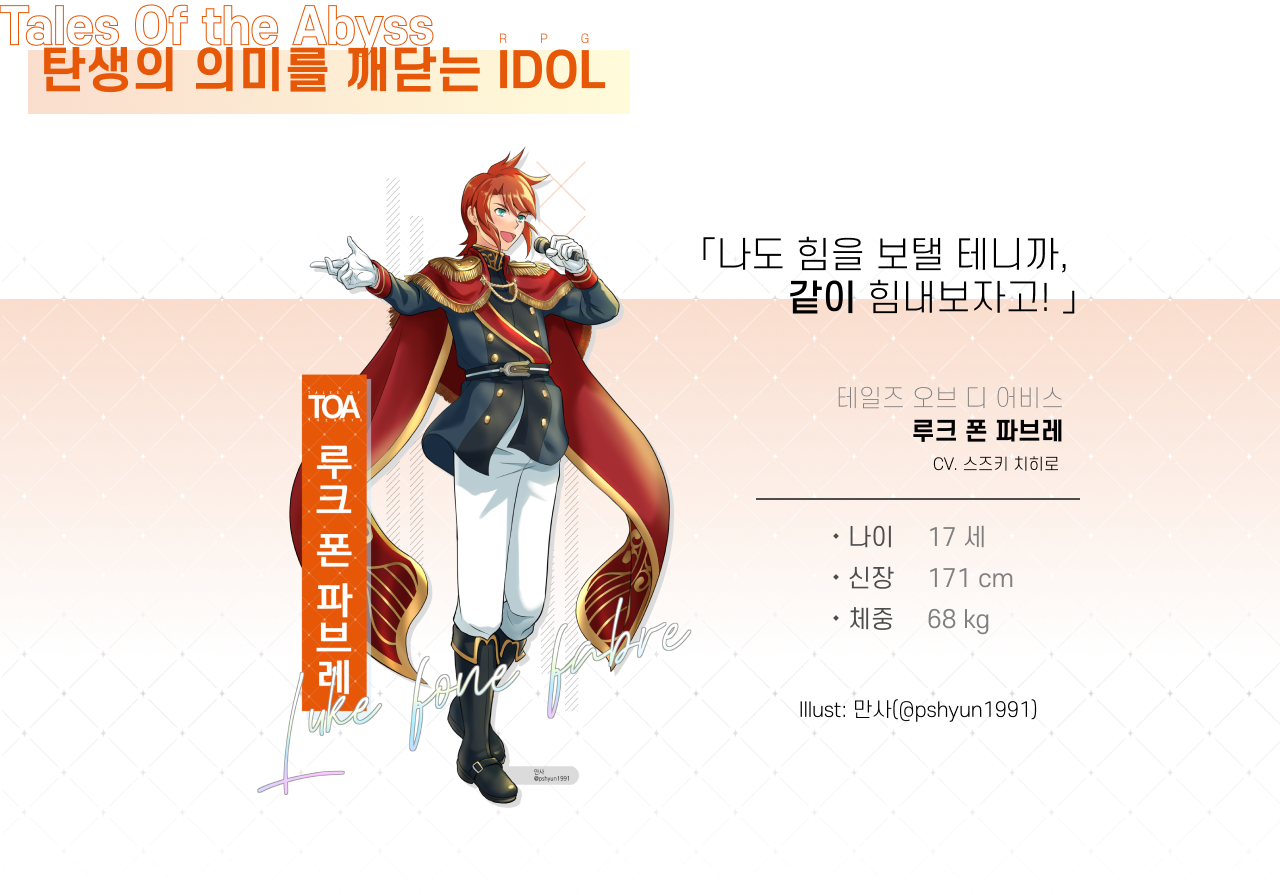 Tales Of the Abyss
RPG
탄생의 의미를 깨닫는 IDOL
「나도 힘을 보탤 테니까,
같이 힘내보자고! 」
테일즈 오브 디 어비스
루크 폰 파브레
CV. 스즈키 치히로
• 나이 17 세
• 신장 171 cm
• 체중 68 kg
Illust: 만사(@pshyun1991)
TALES OF
TOA
루크 폰 파브레
Luke fone fabre
만사
@pshyun1991